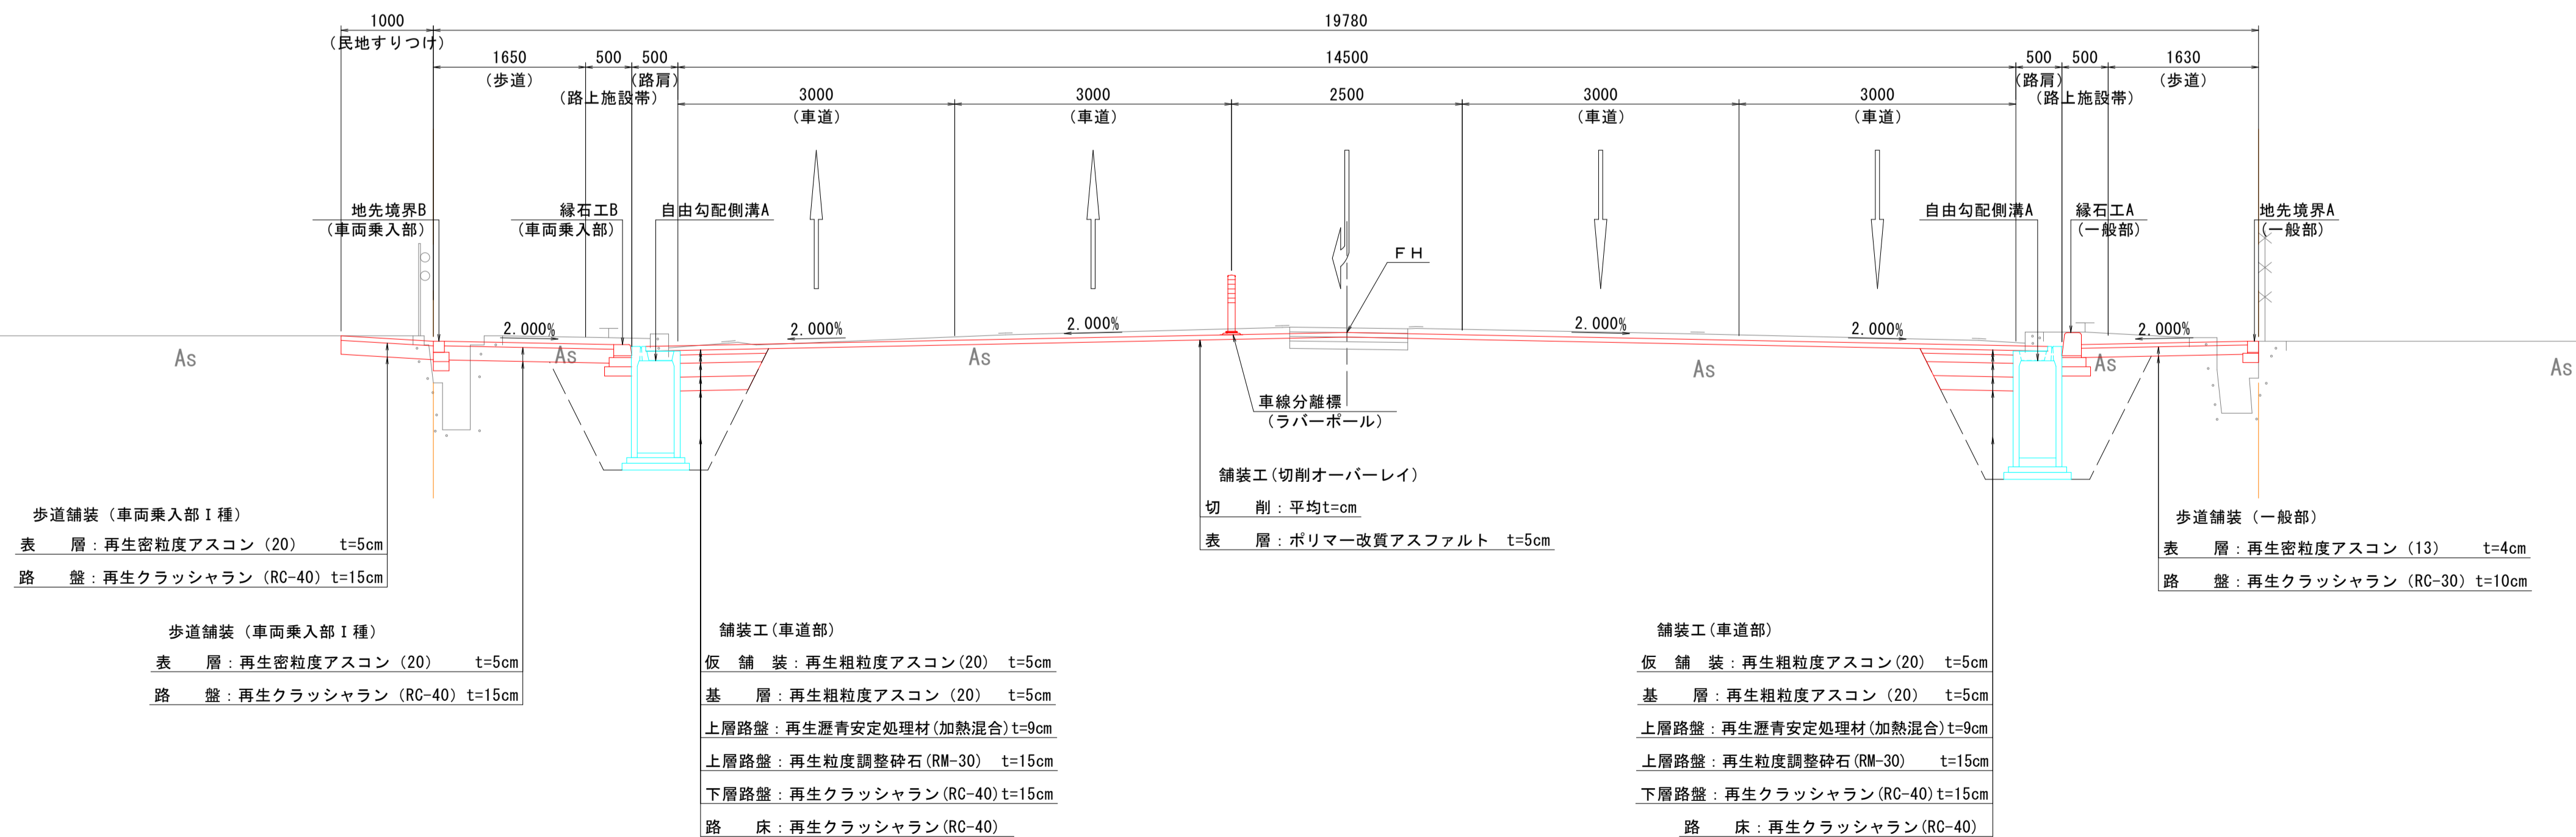 1000
19780
（民地すりつけ）
1650
500
500
14500
500
500
1630
（歩道）
（路肩）
（路肩）
（歩道）
（路上施設帯）
（路上施設帯）
3000
3000
2500
3000
3000
（車道）
（車道）
（車道）
（車道）
地先境界B
（車両乗入部）
縁石工B
（車両乗入部）
自由勾配側溝A
ＦＨ
自由勾配側溝A
縁石工A
（一般部）
地先境界A
（一般部）
2.000%
2.000%
2.000%
2.000%
2.000%
2.000%
As
As
As
As
As
As
車線分離標
（ラバーポール）
舗装工(切削オーバーレイ)
切　削：平均t=cm
表　層：ポリマー改質アスファルト t=5cm
歩道舗装（車両乗入部Ⅰ種）
表　層：再生密粒度アスコン（20） t=5cm
路　盤：再生クラッシャラン（RC-40）t=15cm
歩道舗装（一般部）
表　層：再生密粒度アスコン（13） t=4cm
路　盤：再生クラッシャラン（RC-30）t=10cm
歩道舗装（車両乗入部Ⅰ種）
表　層：再生密粒度アスコン（20） t=5cm
路　盤：再生クラッシャラン（RC-40）t=15cm
舗装工(車道部)
仮 舗 装：再生粗粒度アスコン(20) t=5cm
基　層：再生粗粒度アスコン（20） t=5cm
上層路盤：再生瀝青安定処理材(加熱混合)t=9cm
上層路盤：再生粒度調整砕石(RM-30) t=15cm
下層路盤：再生クラッシャラン(RC-40)t=15cm
路　床：再生クラッシャラン(RC-40)
舗装工(車道部)
仮 舗 装：再生粗粒度アスコン(20) t=5cm
基　層：再生粗粒度アスコン（20） t=5cm
上層路盤：再生瀝青安定処理材(加熱混合)t=9cm
上層路盤：再生粒度調整砕石(RM-30) t=15cm
下層路盤：再生クラッシャラン(RC-40)t=15cm
路　床：再生クラッシャラン(RC-40)